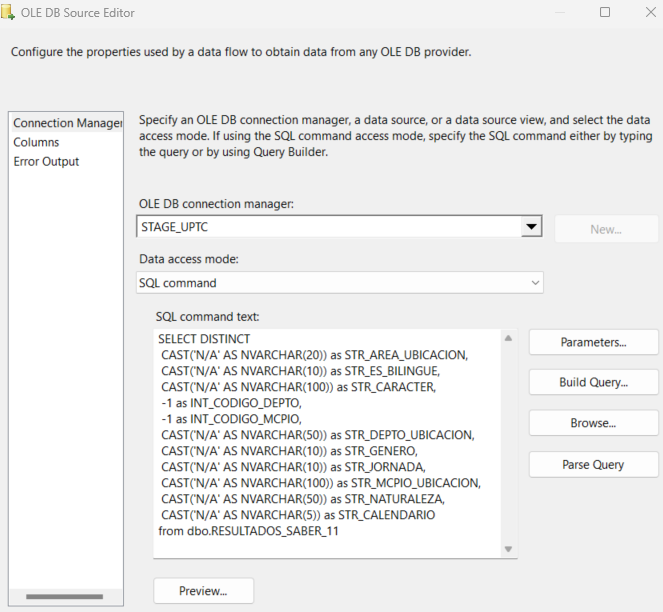 OLE DB Source Editor
Configure the properties used by a data flow to obtain data from any OLE DB provider.
Connection Manager
Columns
Error Output
Specify an OLE DB connection manager, a data source, or a data source view, and select the data
access mode. If using the SQL command access mode, specify the SQL command either by typing
the query or by using Query Builder.
OLE DB connection manager:
STAGE_UPTC
New...
Data access mode:
SQL command
SQL command text:
SELECT DISTINCT
CAST('N/A' AS NVARCHAR(20)) as STR_AREA_UBICACION,
CAST('N/A' AS NVARCHAR(10)) as STR_ES_BILINGUE,
CAST('N/A' AS NVARCHAR(100)) as STR_CARACTER,
-1 as INT_CODIGO_DEPTO,
-1 as INT_CODIGO_MCPIO,
CAST('N/A' AS NVARCHAR(50)) as STR_DEPTO_UBICACION,
CAST('N/A' AS NVARCHAR(10)) as STR_GENERO,
CAST('N/A' AS NVARCHAR(10)) as STR_JORNADA,
CAST('N/A' AS NVARCHAR(100)) as STR_MCPIO_UBICACION,
CAST('N/A' AS NVARCHAR(50)) as STR_NATURALEZA,
CAST('N/A' AS NVARCHAR(5)) as STR_CALENDARIO
from dbo.RESULTADOS_SABER_11
Parameters...
Build Query...
Browse...
Parse Query
Preview...